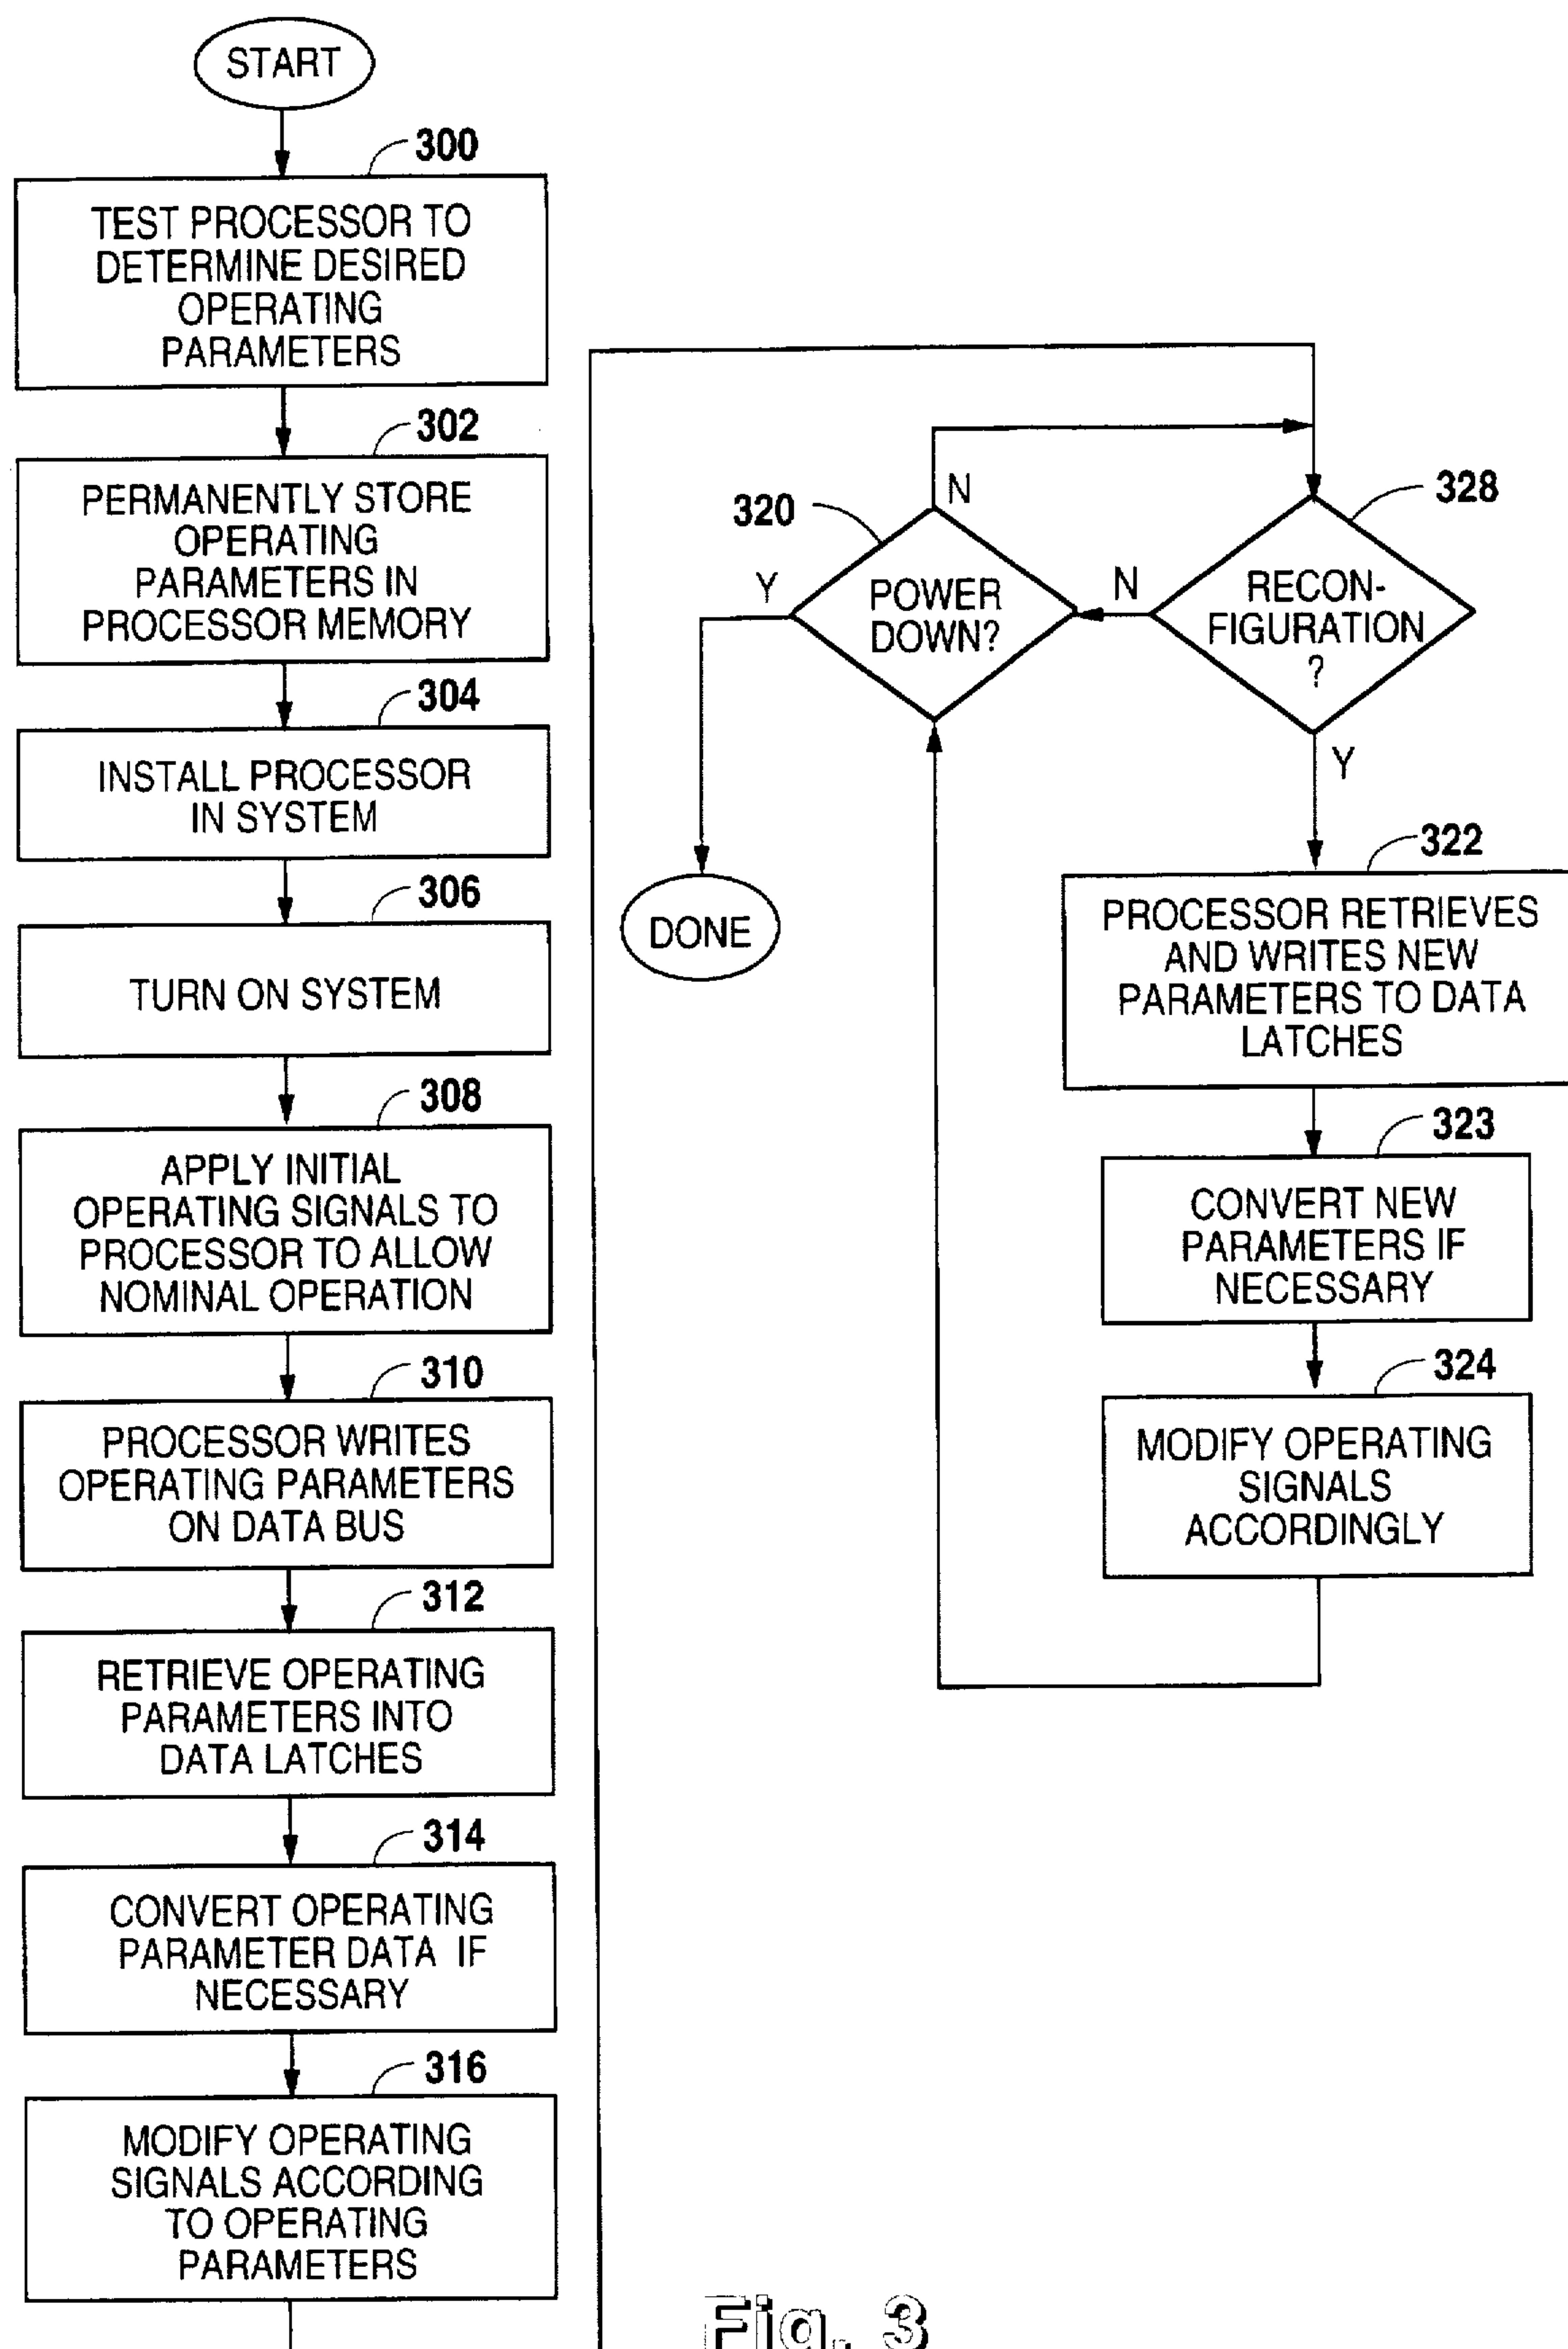 START
300
TEST PROCESSOR TO
DETERMINE DESIRED
OPERATING
PARAMETERS
302
PERMANENTLY STORE
OPERATING
PARAMETERS IN
PROCESSOR MEMORY
304
INSTALL PROCESSOR
IN SYSTEM
306
TURN ON SYSTEM
308
APPLY INITIAL
OPERATING SIGNALS TO
PROCESSOR TO ALLOW
NOMINAL OPERATION
310
PROCESSOR WRITES
OPERATING PARAMETERS
ON DATA BUS
312
RETRIEVE OPERATING
PARAMETERS INTO
DATA LATCHES
314
CONVERT OPERATING
PARAMETER DATA IF
NECESSARY
316
MODIFY OPERATING
SIGNALS ACCORDING
TO OPERATING
PARAMETERS
328
RECON-
FIGURATION
?
N
Y
320
POWER
DOWN?
N
Y
DONE
322
PROCESSOR RETRIEVES
AND WRITES NEW
PARAMETERS TO DATA
LATCHES
323
CONVERT NEW
PARAMETERS IF
NECESSARY
324
MODIFY OPERATING
SIGNALS
ACCORDINGLY
Fig. 3